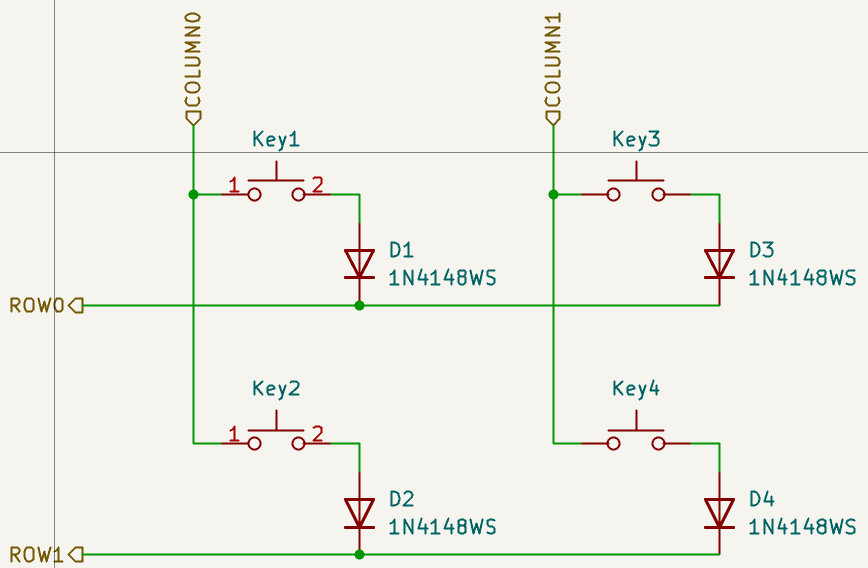 COLUMN0
COLUMN1
Key1
Key3
1 2
D1
1N4148WS
D3
1N4148WS
ROW0
Key2
Key4
1 2
D2
1N4148WS
D4
1N4148WS
ROW1